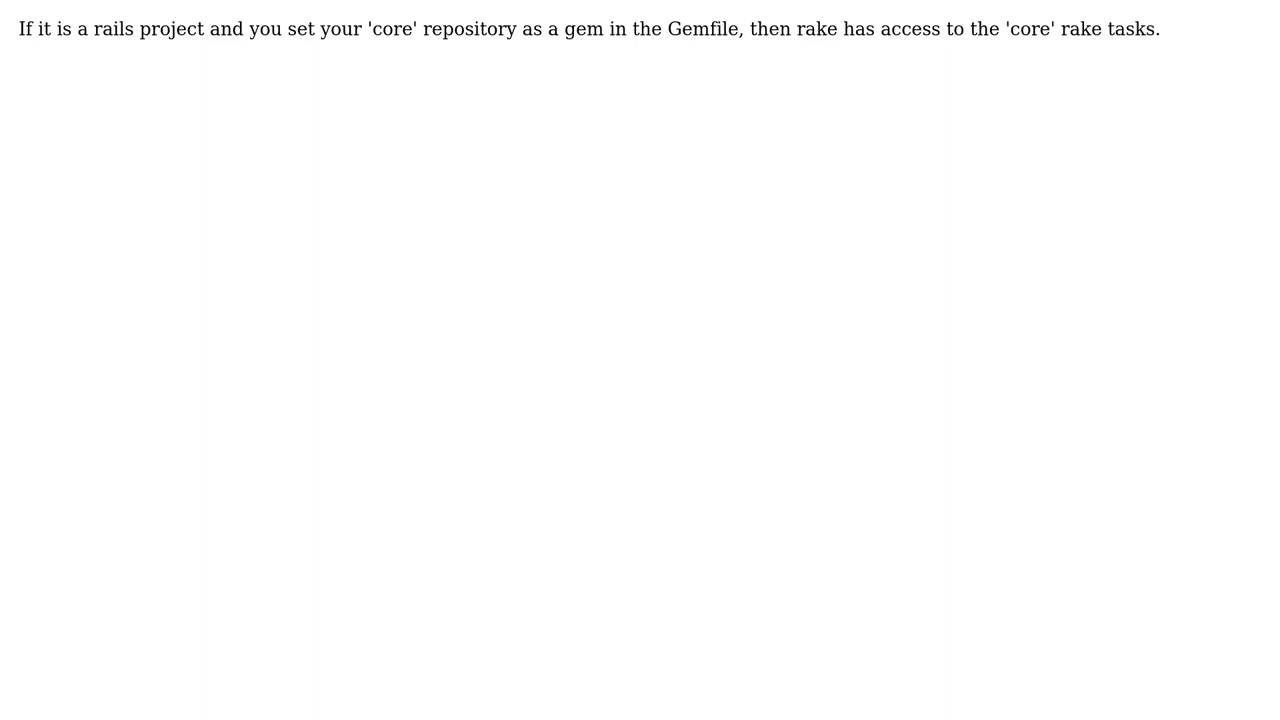 If it is a rails project and you set your 'core' repository as a gem in the Gemfile, then rake has access to the 'core' rake tasks.